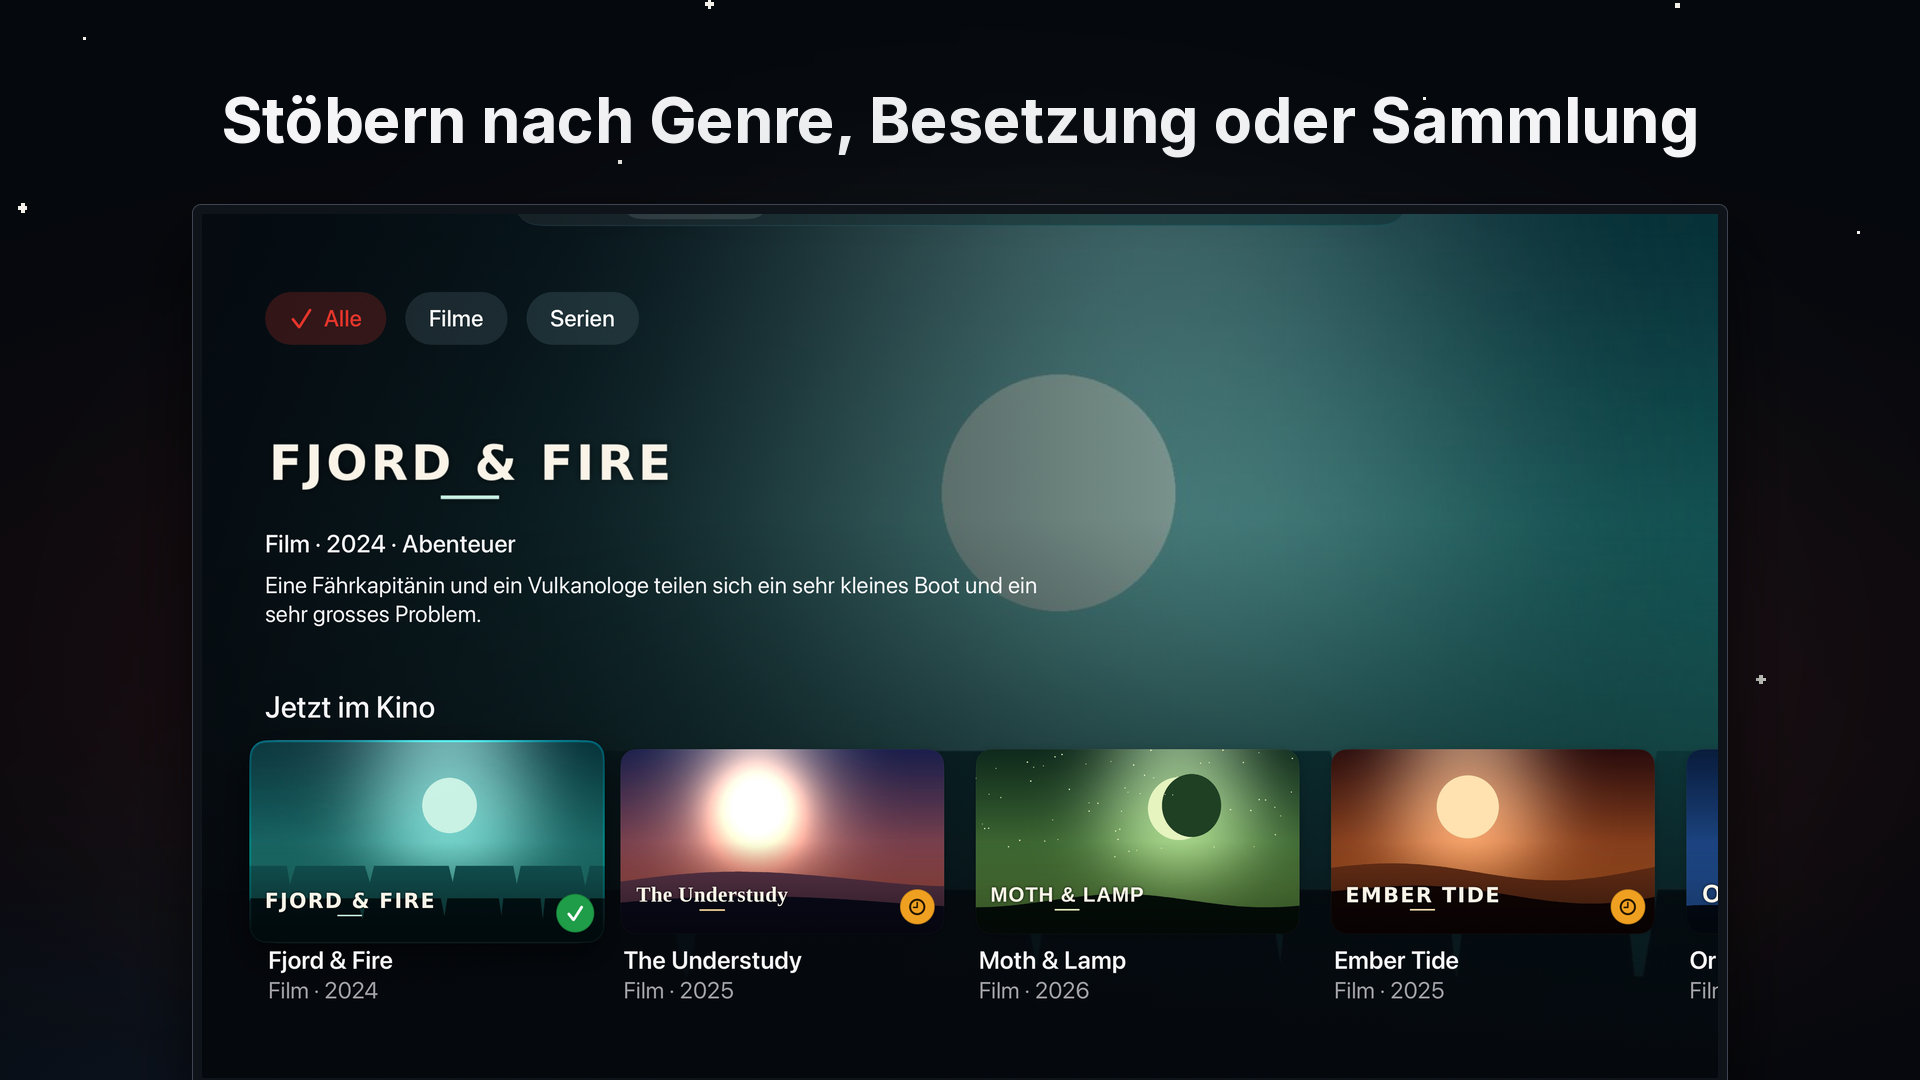 Stöbern nach Genre, Besetzung oder Sammlung
Alle
Filme
Serien
FJORD & FIRE
Film · 2024 · Abenteuer
Eine Fährkapitänin und ein Vulkanologe teilen sich ein sehr kleines Boot und ein
sehr grosses Problem.
Jetzt im Kino
FJORD & FIRE
The Understudy
MOTH & LAMP
EMBER TIDE
Fjord & Fire
Film · 2024
The Understudy
Film · 2025
Moth & Lamp
Film · 2026
Ember Tide
Film · 2025